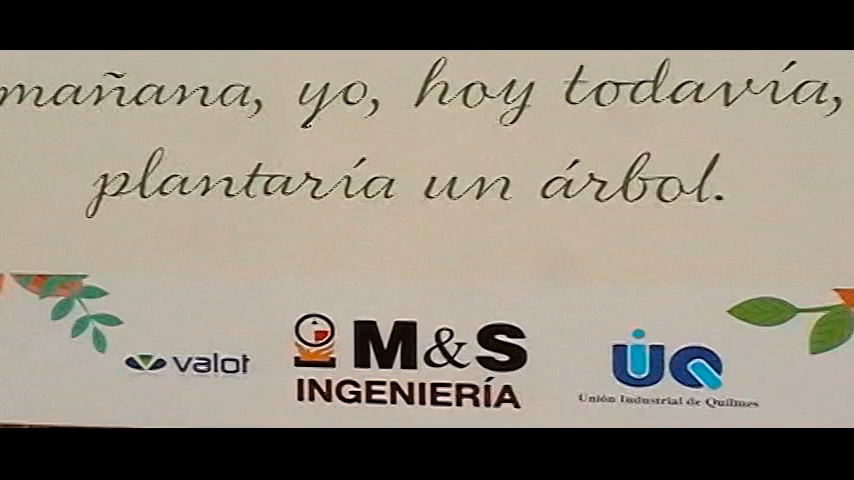 mañana, yo, hoy todavía,
plantaría un árbol.
valot
M&S
INGENIERÍA
UIQ
Unión Industrial de Quilmes